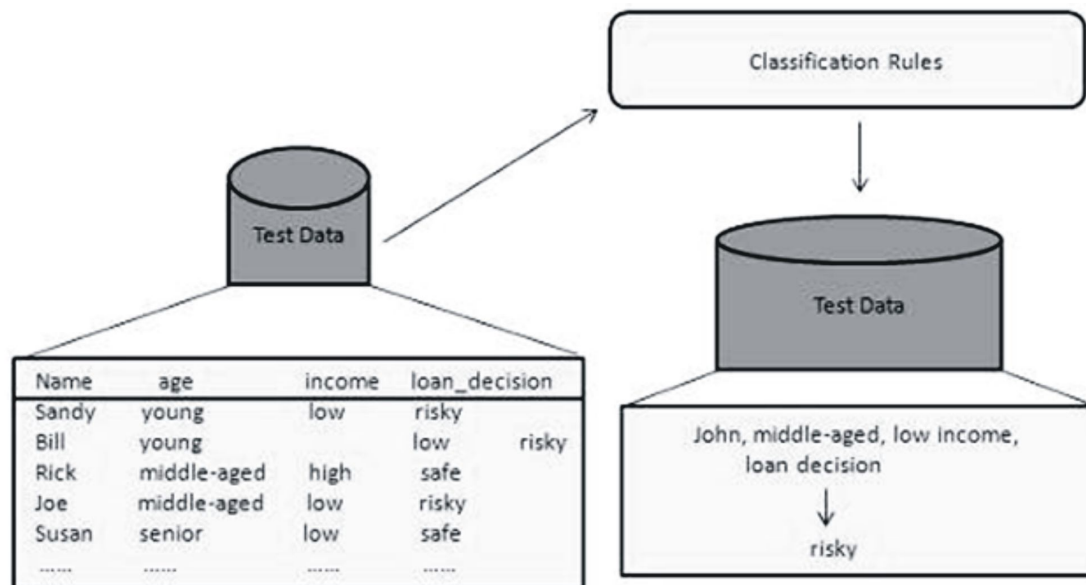 Classification Rules
Test Data
Name age income loan_decision
Sandy young low risky
Bill young low risky
Rick middle-aged high safe
Joe middle-aged low risky
Susan senior low safe
...... ...... ...... ......
Test Data
John, middle-aged, low income,
loan decision
risky